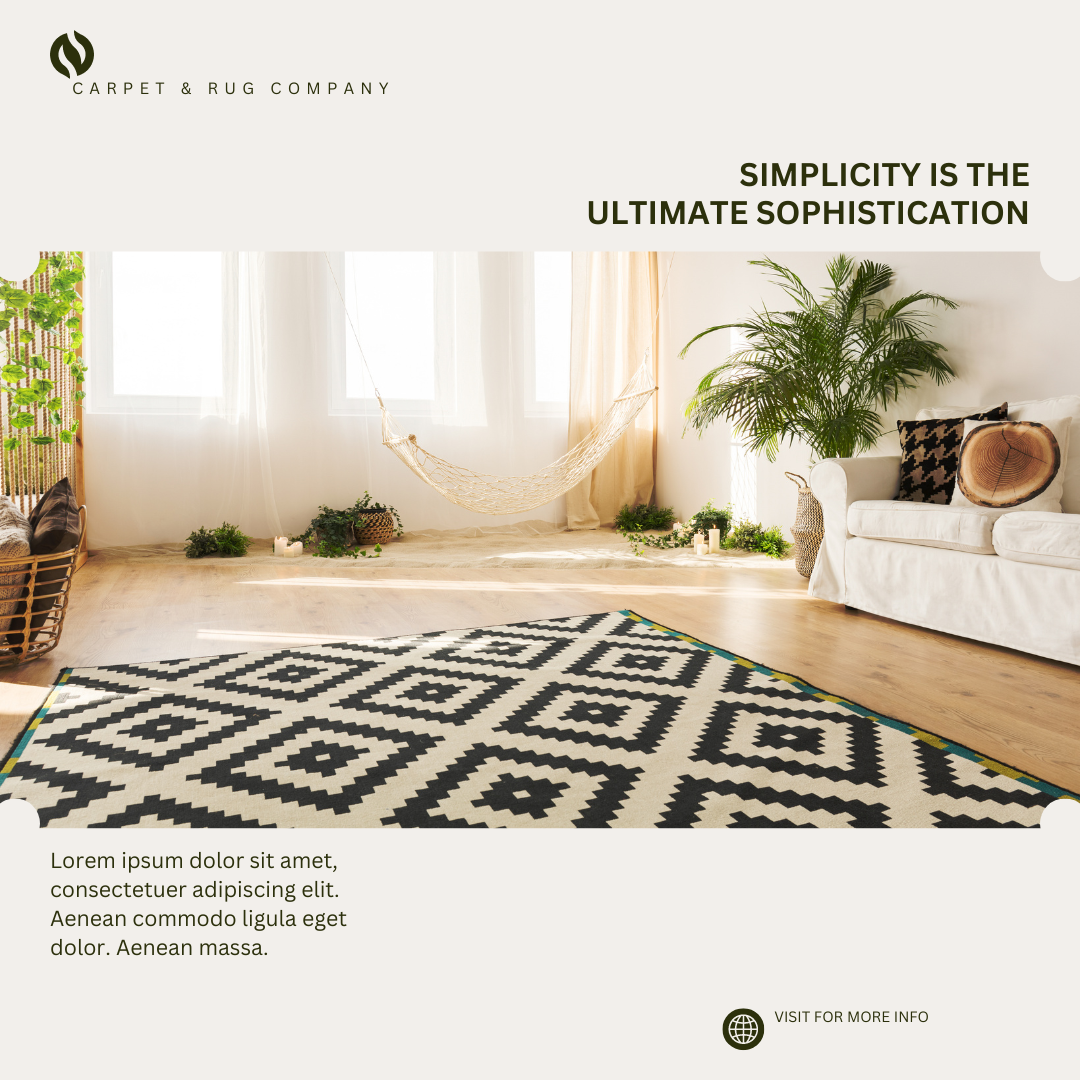 CARPET & RUG COMPANY
SIMPLICITY IS THE
ULTIMATE SOPHISTICATION
Lorem ipsum dolor sit amet,
consectetuer adipiscing elit.
Aenean commodo ligula eget
dolor. Aenean massa.
VISIT FOR MORE INFO